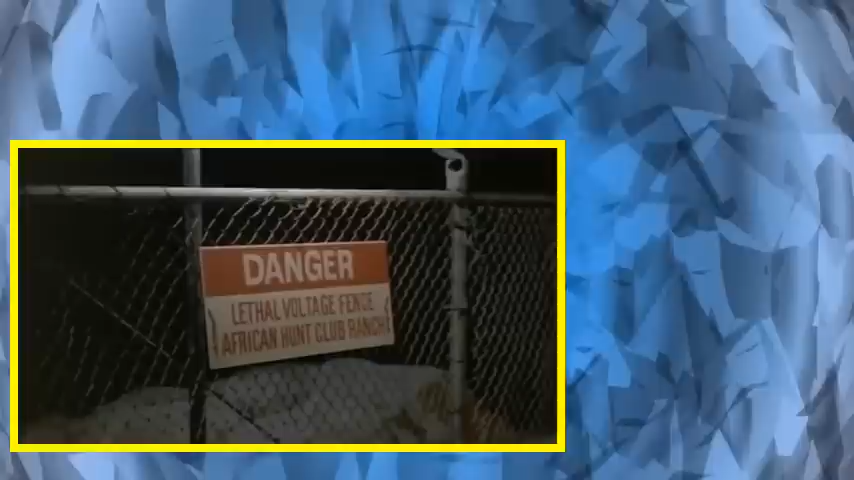 DANGER
LETHAL VOLTAGE FENCE
AFRICAN HUNT CLUB RANCH